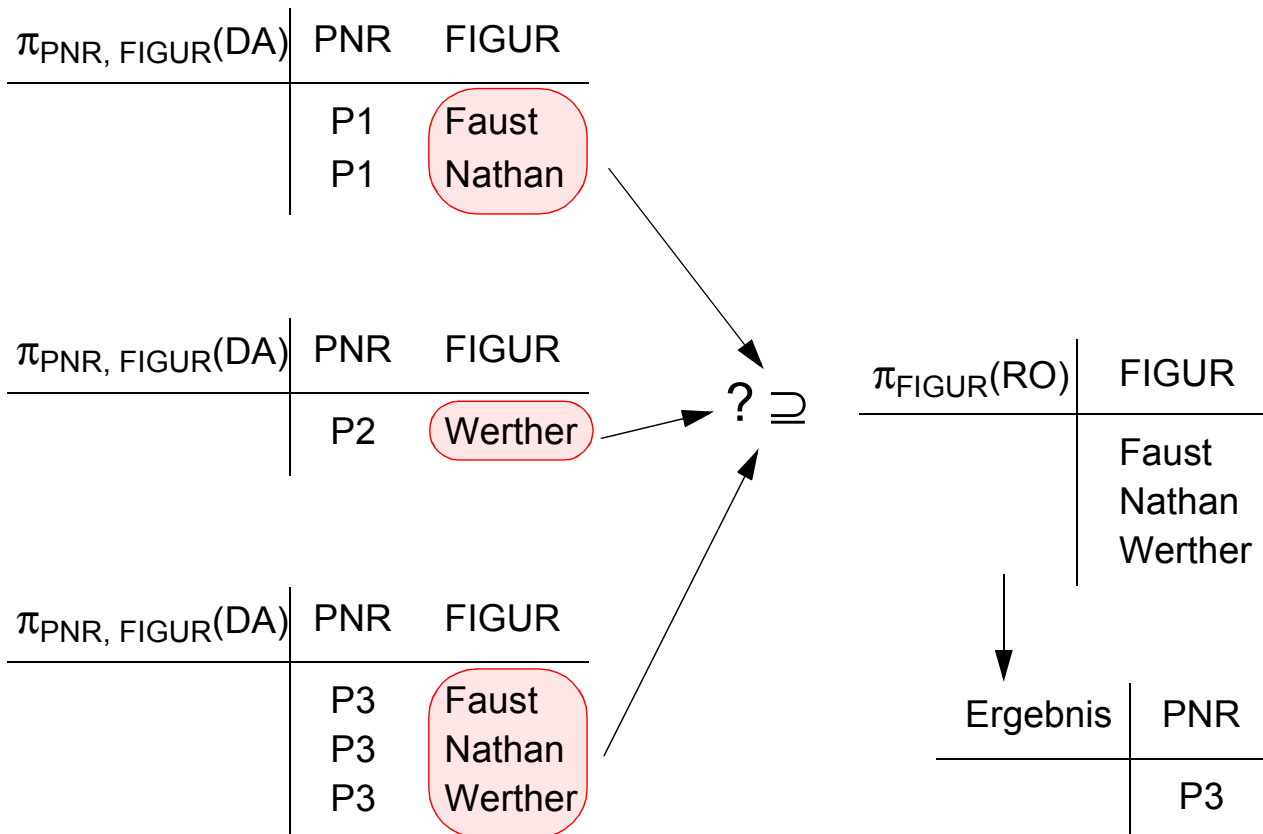 πPNR, FIGUR(DA) PNR FIGUR
P1 Faust
P1 Nathan
πPNR, FIGUR(DA) PNR FIGUR
P2 Werther
? ⊇
πFIGUR(RO) FIGUR
Faust
Nathan
Werther
πPNR, FIGUR(DA) PNR FIGUR
P3 Faust
P3 Nathan
P3 Werther
Ergebnis PNR
P3